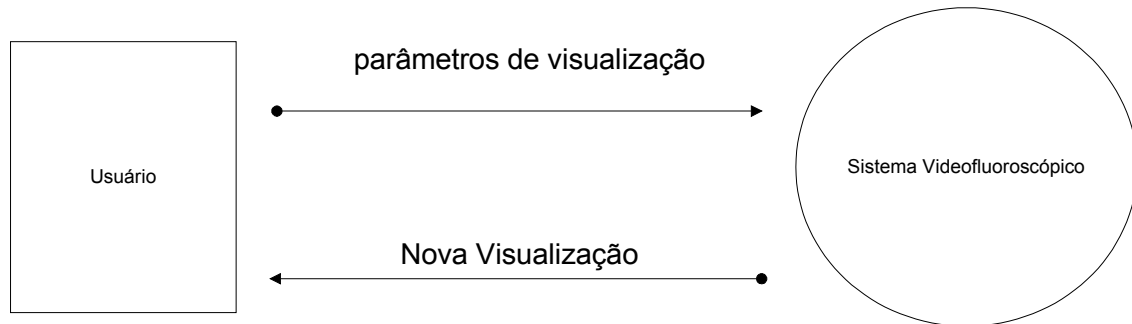 parâmetros de visualização
Usuário
Sistema Videofluoroscópico
Nova Visualização